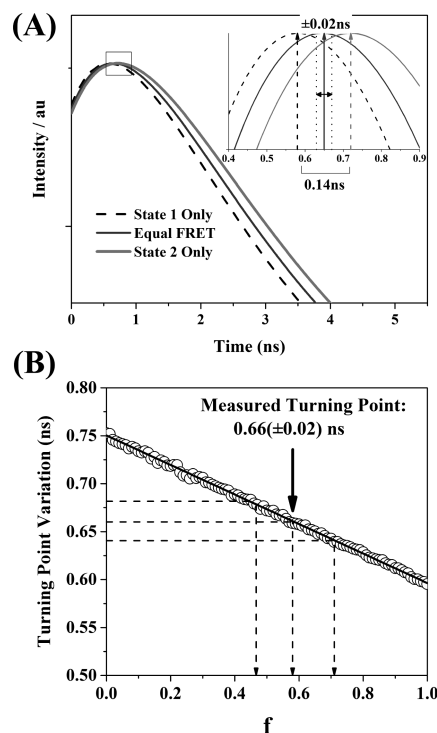 (A)
±0.02ns
0.4 0.5 0.6 0.7 0.8 0.9
0.14ns
Intensity / au
State 1 Only
Equal FRET
State 2 Only
0 1 2 3 4 5
Time (ns)
(B)
0.80
0.75
0.70
0.65
0.60
0.55
0.50
Turning Point Variation (ns)
Measured Turning Point:
0.66(±0.02) ns
0.0 0.2 0.4 0.6 0.8 1.0
f